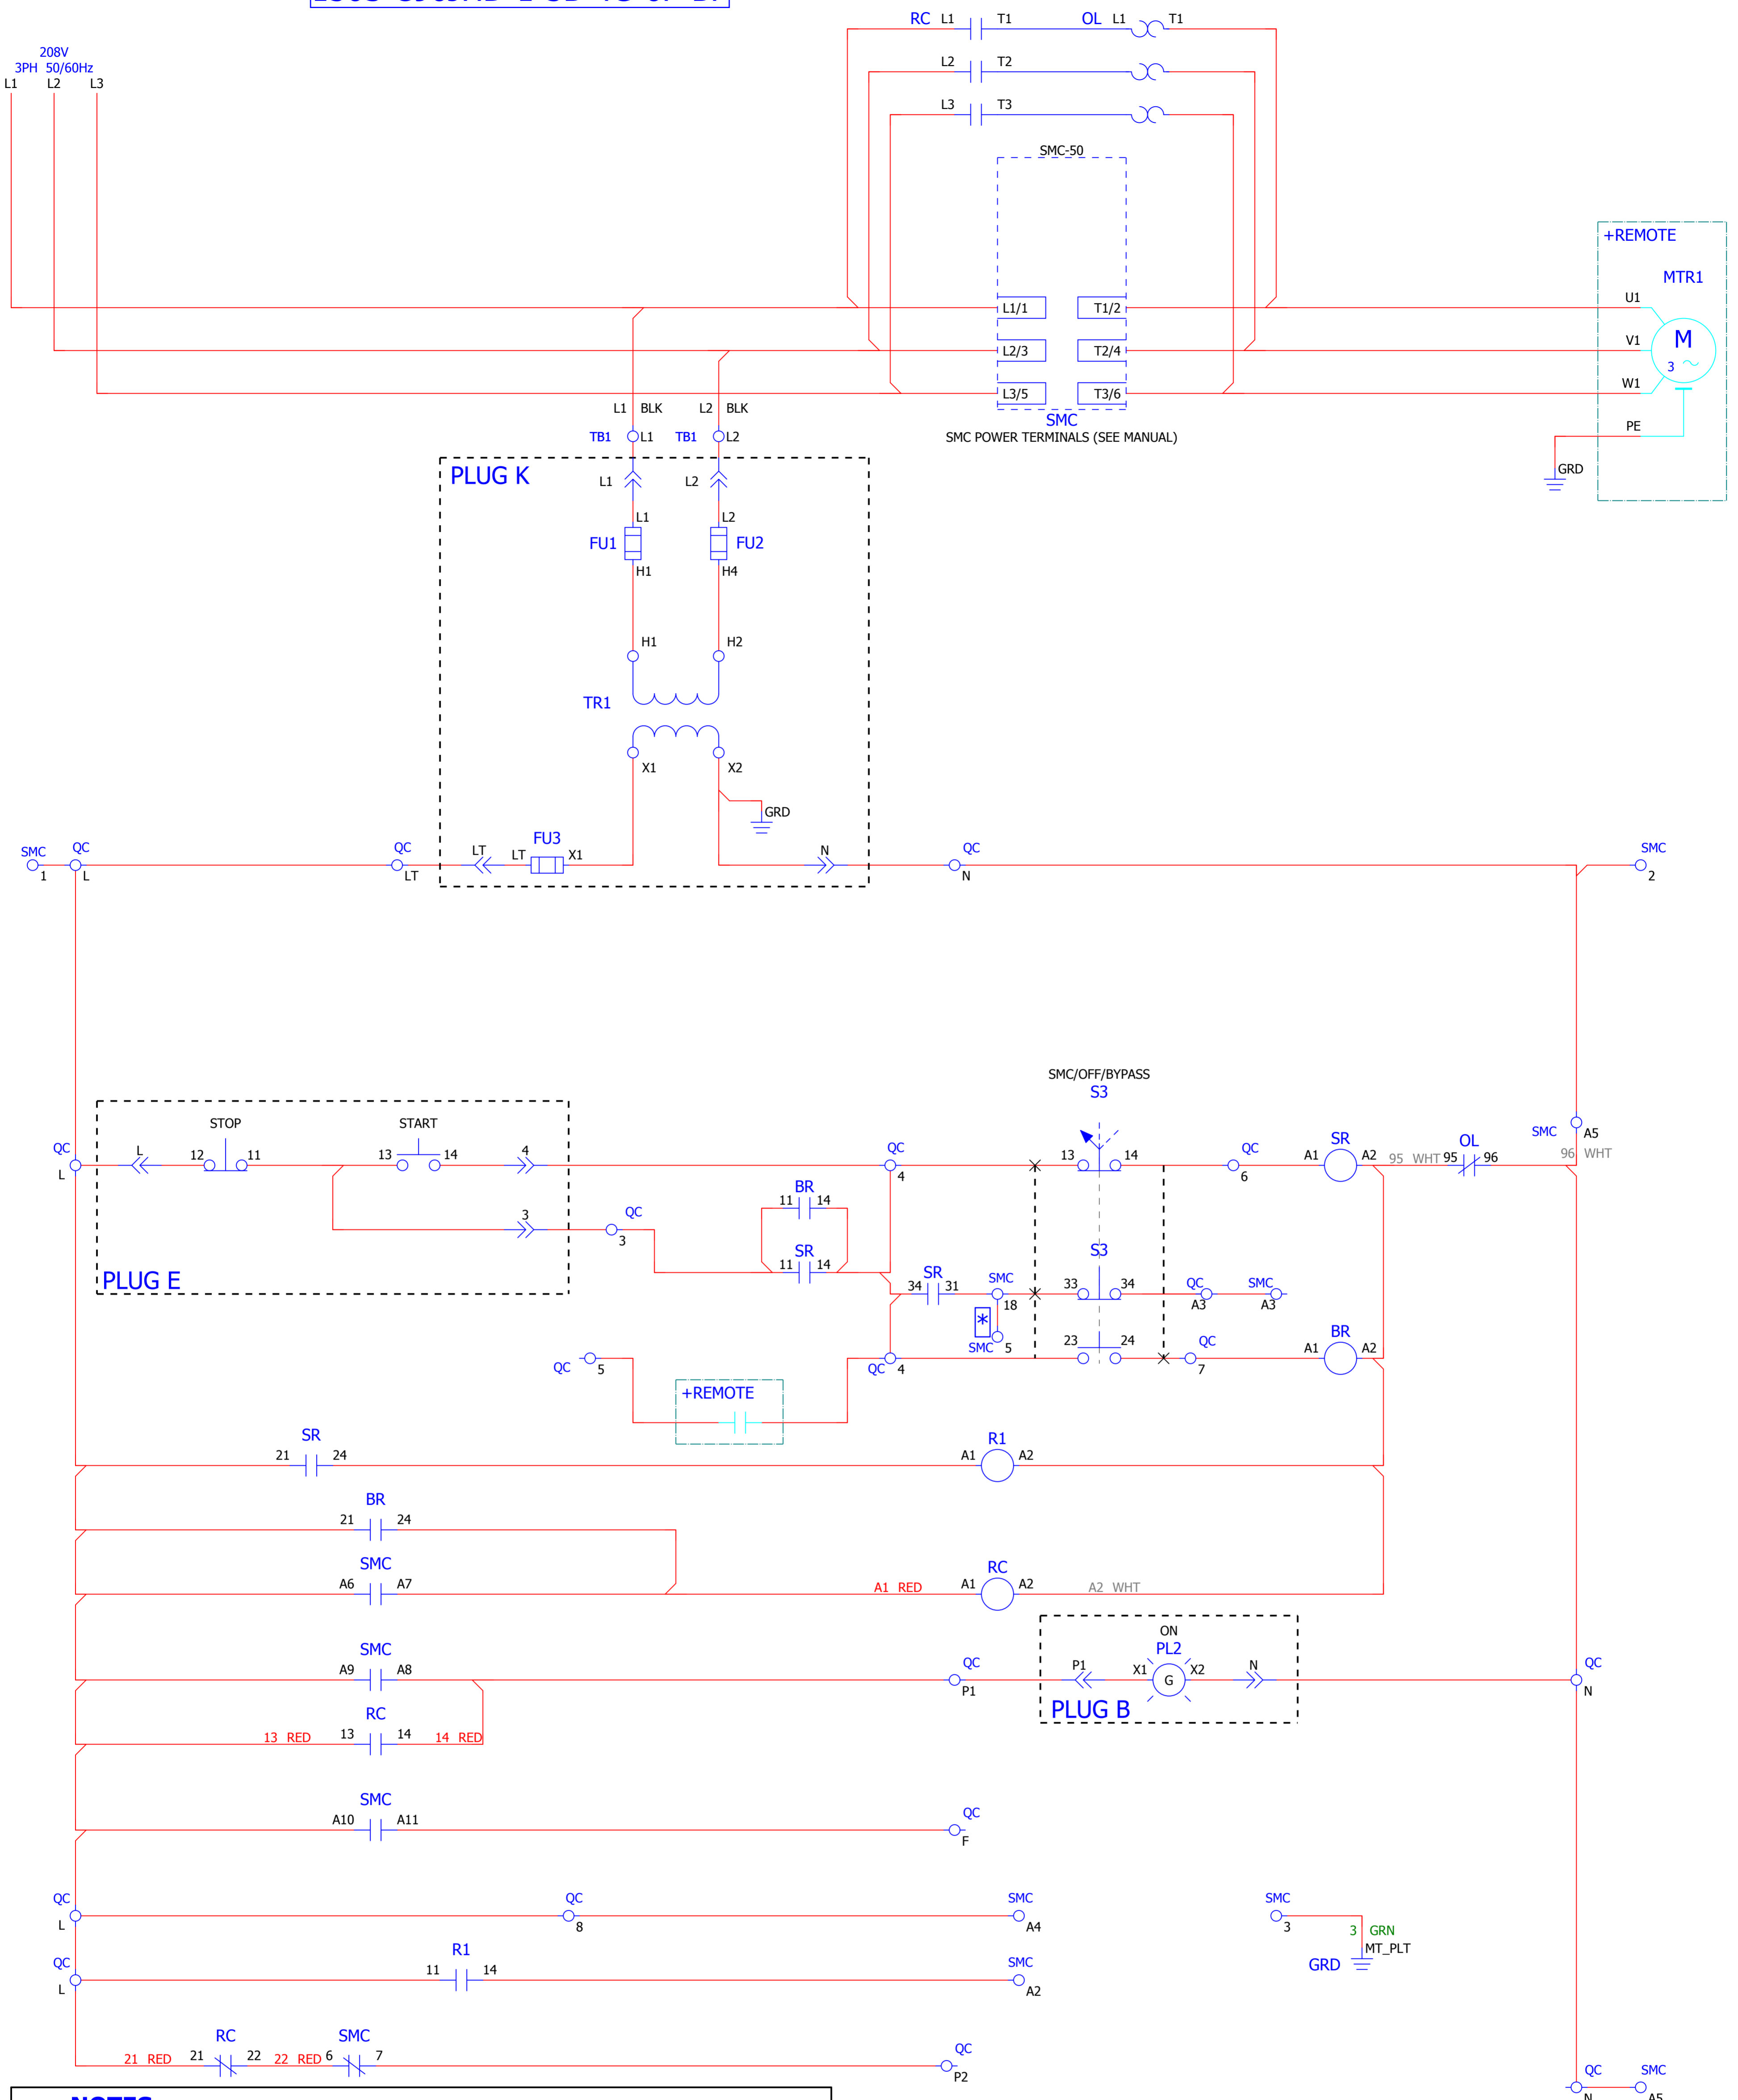 208V
3PH 50/60Hz
L1 L2 L3
RC L1 T1 OL L1 T1
L2 T2
L3 T3
SMC-50
+REMOTE
MTR1
L1/1 T1/2 U1
L2/3 T2/4 V1
M
3
L3/5 T3/6 W1
SMC
SMC POWER TERMINALS (SEE MANUAL)
PE
GRD
L1 BLK L2 BLK
TB1 L1 TB1 L2
PLUG K
L1 L2
L1 L2
FU1 FU2
H1 H4
H1 H2
TR1
X1 X2
GRD
SMC QC QC LT LT FU3 X1 N QC SMC
1 L LT N 2
SMC/OFF/BYPASS
S3
STOP START
QC L 12 11 13 14 4 QC 13 14 QC SR OL SMC A5
L 4 6 A1 A2 95 WHT 95 96 96 WHT
BR
11 14
3 QC
3
SR
11 14
S3
PLUG E
SR
34 31 SMC 33 34 QC SMC
18 A3 A3
*
SMC 5
23 24 QC BR
QC 5 QC 4 7 A1 A2
+REMOTE
SR R1
21 24 A1 A2
BR
21 24
SMC RC
A6 A7 A1 RED A1 A2 A2 WHT
ON
SMC PL2
A9 A8 QC P1 X1 G X2 N QC
P1 N
PLUG B
RC
13 RED 13 14 14 RED
SMC
A10 A11 QC
F
QC QC SMC SMC
L 8 A4 3
3 GRN
MT_PLT
GRD
QC R1 SMC
L 11 14 A2
RC SMC
21 RED 21 22 22 RED 6 7 QC
P2
QC SMC
N A5
NOTES